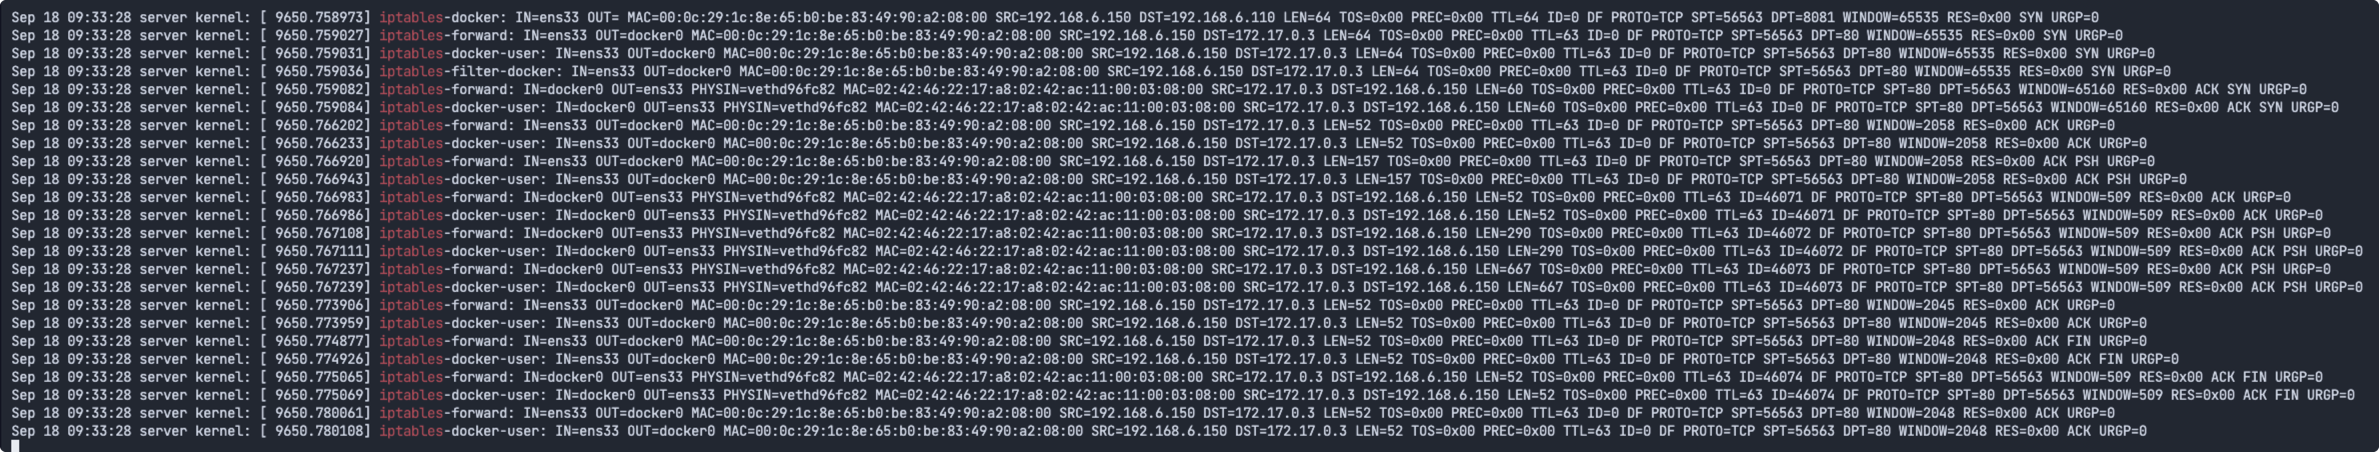 Sep 18 09:33:28 server kernel: [ 9650.758973] iptables-docker: IN=ens33 OUT= MAC=00:0c:29:1c:8e:65:b0:be:83:49:90:a2:08:00 SRC=192.168.6.150 DST=192.168.6.110 LEN=64 TOS=0x00 PREC=0x00 TTL=64 ID=0 DF PROTO=TCP SPT=56563 DPT=8081 WINDOW=65535 RES=0x00 SYN URGP=0
Sep 18 09:33:28 server kernel: [ 9650.759027] iptables-forward: IN=ens33 OUT=docker0 MAC=00:0c:29:1c:8e:65:b0:be:83:49:90:a2:08:00 SRC=192.168.6.150 DST=172.17.0.3 LEN=64 TOS=0x00 PREC=0x00 TTL=63 ID=0 DF PROTO=TCP SPT=56563 DPT=80 WINDOW=65535 RES=0x00 SYN URGP=0
Sep 18 09:33:28 server kernel: [ 9650.759031] iptables-docker-user: IN=ens33 OUT=docker0 MAC=00:0c:29:1c:8e:65:b0:be:83:49:90:a2:08:00 SRC=192.168.6.150 DST=172.17.0.3 LEN=64 TOS=0x00 PREC=0x00 TTL=63 ID=0 DF PROTO=TCP SPT=56563 DPT=80 WINDOW=65535 RES=0x00 SYN URGP=0
Sep 18 09:33:28 server kernel: [ 9650.759036] iptables-filter-docker: IN=ens33 OUT=docker0 MAC=00:0c:29:1c:8e:65:b0:be:83:49:90:a2:08:00 SRC=192.168.6.150 DST=172.17.0.3 LEN=64 TOS=0x00 PREC=0x00 TTL=63 ID=0 DF PROTO=TCP SPT=56563 DPT=80 WINDOW=65535 RES=0x00 SYN URGP=0
Sep 18 09:33:28 server kernel: [ 9650.759082] iptables-forward: IN=docker0 OUT=ens33 PHYSIN=vethd96fc82 MAC=02:42:46:22:17:a8:02:42:ac:11:00:03:08:00 SRC=172.17.0.3 DST=192.168.6.150 LEN=60 TOS=0x00 PREC=0x00 TTL=63 ID=0 DF PROTO=TCP SPT=80 DPT=56563 WINDOW=65160 RES=0x00 ACK SYN URGP=0
Sep 18 09:33:28 server kernel: [ 9650.759084] iptables-docker-user: IN=docker0 OUT=ens33 PHYSIN=vethd96fc82 MAC=02:42:46:22:17:a8:02:42:ac:11:00:03:08:00 SRC=172.17.0.3 DST=192.168.6.150 LEN=60 TOS=0x00 PREC=0x00 TTL=63 ID=0 DF PROTO=TCP SPT=80 DPT=56563 WINDOW=65160 RES=0x00 ACK SYN URGP=0
Sep 18 09:33:28 server kernel: [ 9650.766202] iptables-forward: IN=ens33 OUT=docker0 MAC=00:0c:29:1c:8e:65:b0:be:83:49:90:a2:08:00 SRC=192.168.6.150 DST=172.17.0.3 LEN=52 TOS=0x00 PREC=0x00 TTL=63 ID=0 DF PROTO=TCP SPT=56563 DPT=80 WINDOW=2058 RES=0x00 ACK URGP=0
Sep 18 09:33:28 server kernel: [ 9650.766233] iptables-docker-user: IN=ens33 OUT=docker0 MAC=00:0c:29:1c:8e:65:b0:be:83:49:90:a2:08:00 SRC=192.168.6.150 DST=172.17.0.3 LEN=52 TOS=0x00 PREC=0x00 TTL=63 ID=0 DF PROTO=TCP SPT=56563 DPT=80 WINDOW=2058 RES=0x00 ACK URGP=0
Sep 18 09:33:28 server kernel: [ 9650.766920] iptables-forward: IN=ens33 OUT=docker0 MAC=00:0c:29:1c:8e:65:b0:be:83:49:90:a2:08:00 SRC=192.168.6.150 DST=172.17.0.3 LEN=157 TOS=0x00 PREC=0x00 TTL=63 ID=0 DF PROTO=TCP SPT=56563 DPT=80 WINDOW=2058 RES=0x00 ACK PSH URGP=0
Sep 18 09:33:28 server kernel: [ 9650.766943] iptables-docker-user: IN=ens33 OUT=docker0 MAC=00:0c:29:1c:8e:65:b0:be:83:49:90:a2:08:00 SRC=192.168.6.150 DST=172.17.0.3 LEN=157 TOS=0x00 PREC=0x00 TTL=63 ID=0 DF PROTO=TCP SPT=56563 DPT=80 WINDOW=2058 RES=0x00 ACK PSH URGP=0
Sep 18 09:33:28 server kernel: [ 9650.766983] iptables-forward: IN=docker0 OUT=ens33 PHYSIN=vethd96fc82 MAC=02:42:46:22:17:a8:02:42:ac:11:00:03:08:00 SRC=172.17.0.3 DST=192.168.6.150 LEN=52 TOS=0x00 PREC=0x00 TTL=63 ID=46071 DF PROTO=TCP SPT=80 DPT=56563 WINDOW=509 RES=0x00 ACK URGP=0
Sep 18 09:33:28 server kernel: [ 9650.766986] iptables-docker-user: IN=docker0 OUT=ens33 PHYSIN=vethd96fc82 MAC=02:42:46:22:17:a8:02:42:ac:11:00:03:08:00 SRC=172.17.0.3 DST=192.168.6.150 LEN=52 TOS=0x00 PREC=0x00 TTL=63 ID=46071 DF PROTO=TCP SPT=80 DPT=56563 WINDOW=509 RES=0x00 ACK URGP=0
Sep 18 09:33:28 server kernel: [ 9650.767108] iptables-forward: IN=docker0 OUT=ens33 PHYSIN=vethd96fc82 MAC=02:42:46:22:17:a8:02:42:ac:11:00:03:08:00 SRC=172.17.0.3 DST=192.168.6.150 LEN=290 TOS=0x00 PREC=0x00 TTL=63 ID=46072 DF PROTO=TCP SPT=80 DPT=56563 WINDOW=509 RES=0x00 ACK PSH URGP=0
Sep 18 09:33:28 server kernel: [ 9650.767111] iptables-docker-user: IN=docker0 OUT=ens33 PHYSIN=vethd96fc82 MAC=02:42:46:22:17:a8:02:42:ac:11:00:03:08:00 SRC=172.17.0.3 DST=192.168.6.150 LEN=290 TOS=0x00 PREC=0x00 TTL=63 ID=46072 DF PROTO=TCP SPT=80 DPT=56563 WINDOW=509 RES=0x00 ACK PSH URGP=0
Sep 18 09:33:28 server kernel: [ 9650.767237] iptables-forward: IN=docker0 OUT=ens33 PHYSIN=vethd96fc82 MAC=02:42:46:22:17:a8:02:42:ac:11:00:03:08:00 SRC=172.17.0.3 DST=192.168.6.150 LEN=667 TOS=0x00 PREC=0x00 TTL=63 ID=46073 DF PROTO=TCP SPT=80 DPT=56563 WINDOW=509 RES=0x00 ACK PSH URGP=0
Sep 18 09:33:28 server kernel: [ 9650.767239] iptables-docker-user: IN=docker0 OUT=ens33 PHYSIN=vethd96fc82 MAC=02:42:46:22:17:a8:02:42:ac:11:00:03:08:00 SRC=172.17.0.3 DST=192.168.6.150 LEN=667 TOS=0x00 PREC=0x00 TTL=63 ID=46073 DF PROTO=TCP SPT=80 DPT=56563 WINDOW=509 RES=0x00 ACK PSH URGP=0
Sep 18 09:33:28 server kernel: [ 9650.773906] iptables-forward: IN=ens33 OUT=docker0 MAC=00:0c:29:1c:8e:65:b0:be:83:49:90:a2:08:00 SRC=192.168.6.150 DST=172.17.0.3 LEN=52 TOS=0x00 PREC=0x00 TTL=63 ID=0 DF PROTO=TCP SPT=56563 DPT=80 WINDOW=2045 RES=0x00 ACK URGP=0
Sep 18 09:33:28 server kernel: [ 9650.773959] iptables-docker-user: IN=ens33 OUT=docker0 MAC=00:0c:29:1c:8e:65:b0:be:83:49:90:a2:08:00 SRC=192.168.6.150 DST=172.17.0.3 LEN=52 TOS=0x00 PREC=0x00 TTL=63 ID=0 DF PROTO=TCP SPT=56563 DPT=80 WINDOW=2045 RES=0x00 ACK URGP=0
Sep 18 09:33:28 server kernel: [ 9650.774877] iptables-forward: IN=ens33 OUT=docker0 MAC=00:0c:29:1c:8e:65:b0:be:83:49:90:a2:08:00 SRC=192.168.6.150 DST=172.17.0.3 LEN=52 TOS=0x00 PREC=0x00 TTL=63 ID=0 DF PROTO=TCP SPT=56563 DPT=80 WINDOW=2048 RES=0x00 ACK FIN URGP=0
Sep 18 09:33:28 server kernel: [ 9650.774926] iptables-docker-user: IN=ens33 OUT=docker0 MAC=00:0c:29:1c:8e:65:b0:be:83:49:90:a2:08:00 SRC=192.168.6.150 DST=172.17.0.3 LEN=52 TOS=0x00 PREC=0x00 TTL=63 ID=0 DF PROTO=TCP SPT=56563 DPT=80 WINDOW=2048 RES=0x00 ACK FIN URGP=0
Sep 18 09:33:28 server kernel: [ 9650.775065] iptables-forward: IN=docker0 OUT=ens33 PHYSIN=vethd96fc82 MAC=02:42:46:22:17:a8:02:42:ac:11:00:03:08:00 SRC=172.17.0.3 DST=192.168.6.150 LEN=52 TOS=0x00 PREC=0x00 TTL=63 ID=46074 DF PROTO=TCP SPT=80 DPT=56563 WINDOW=509 RES=0x00 ACK FIN URGP=0
Sep 18 09:33:28 server kernel: [ 9650.775069] iptables-docker-user: IN=docker0 OUT=ens33 PHYSIN=vethd96fc82 MAC=02:42:46:22:17:a8:02:42:ac:11:00:03:08:00 SRC=172.17.0.3 DST=192.168.6.150 LEN=52 TOS=0x00 PREC=0x00 TTL=63 ID=46074 DF PROTO=TCP SPT=80 DPT=56563 WINDOW=509 RES=0x00 ACK FIN URGP=0
Sep 18 09:33:28 server kernel: [ 9650.780061] iptables-forward: IN=ens33 OUT=docker0 MAC=00:0c:29:1c:8e:65:b0:be:83:49:90:a2:08:00 SRC=192.168.6.150 DST=172.17.0.3 LEN=52 TOS=0x00 PREC=0x00 TTL=63 ID=0 DF PROTO=TCP SPT=56563 DPT=80 WINDOW=2048 RES=0x00 ACK URGP=0
Sep 18 09:33:28 server kernel: [ 9650.780108] iptables-docker-user: IN=ens33 OUT=docker0 MAC=00:0c:29:1c:8e:65:b0:be:83:49:90:a2:08:00 SRC=192.168.6.150 DST=172.17.0.3 LEN=52 TOS=0x00 PREC=0x00 TTL=63 ID=0 DF PROTO=TCP SPT=56563 DPT=80 WINDOW=2048 RES=0x00 ACK URGP=0